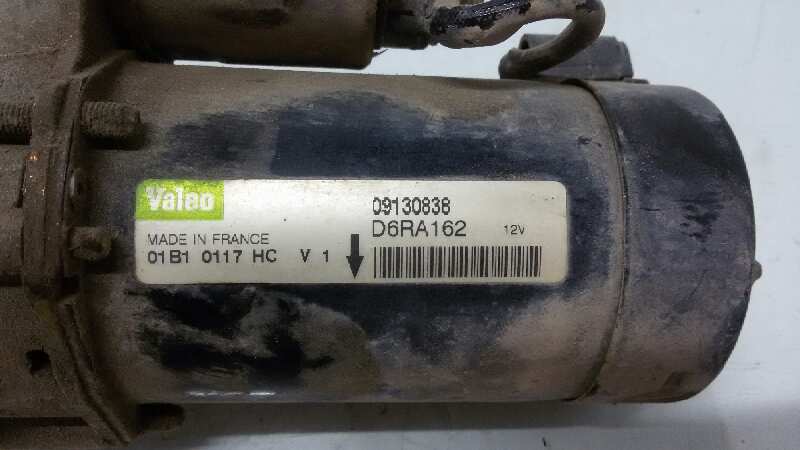 Valeo
09130838
D6RA162 12V
MADE IN FRANCE
01B1 0117 HC V 1